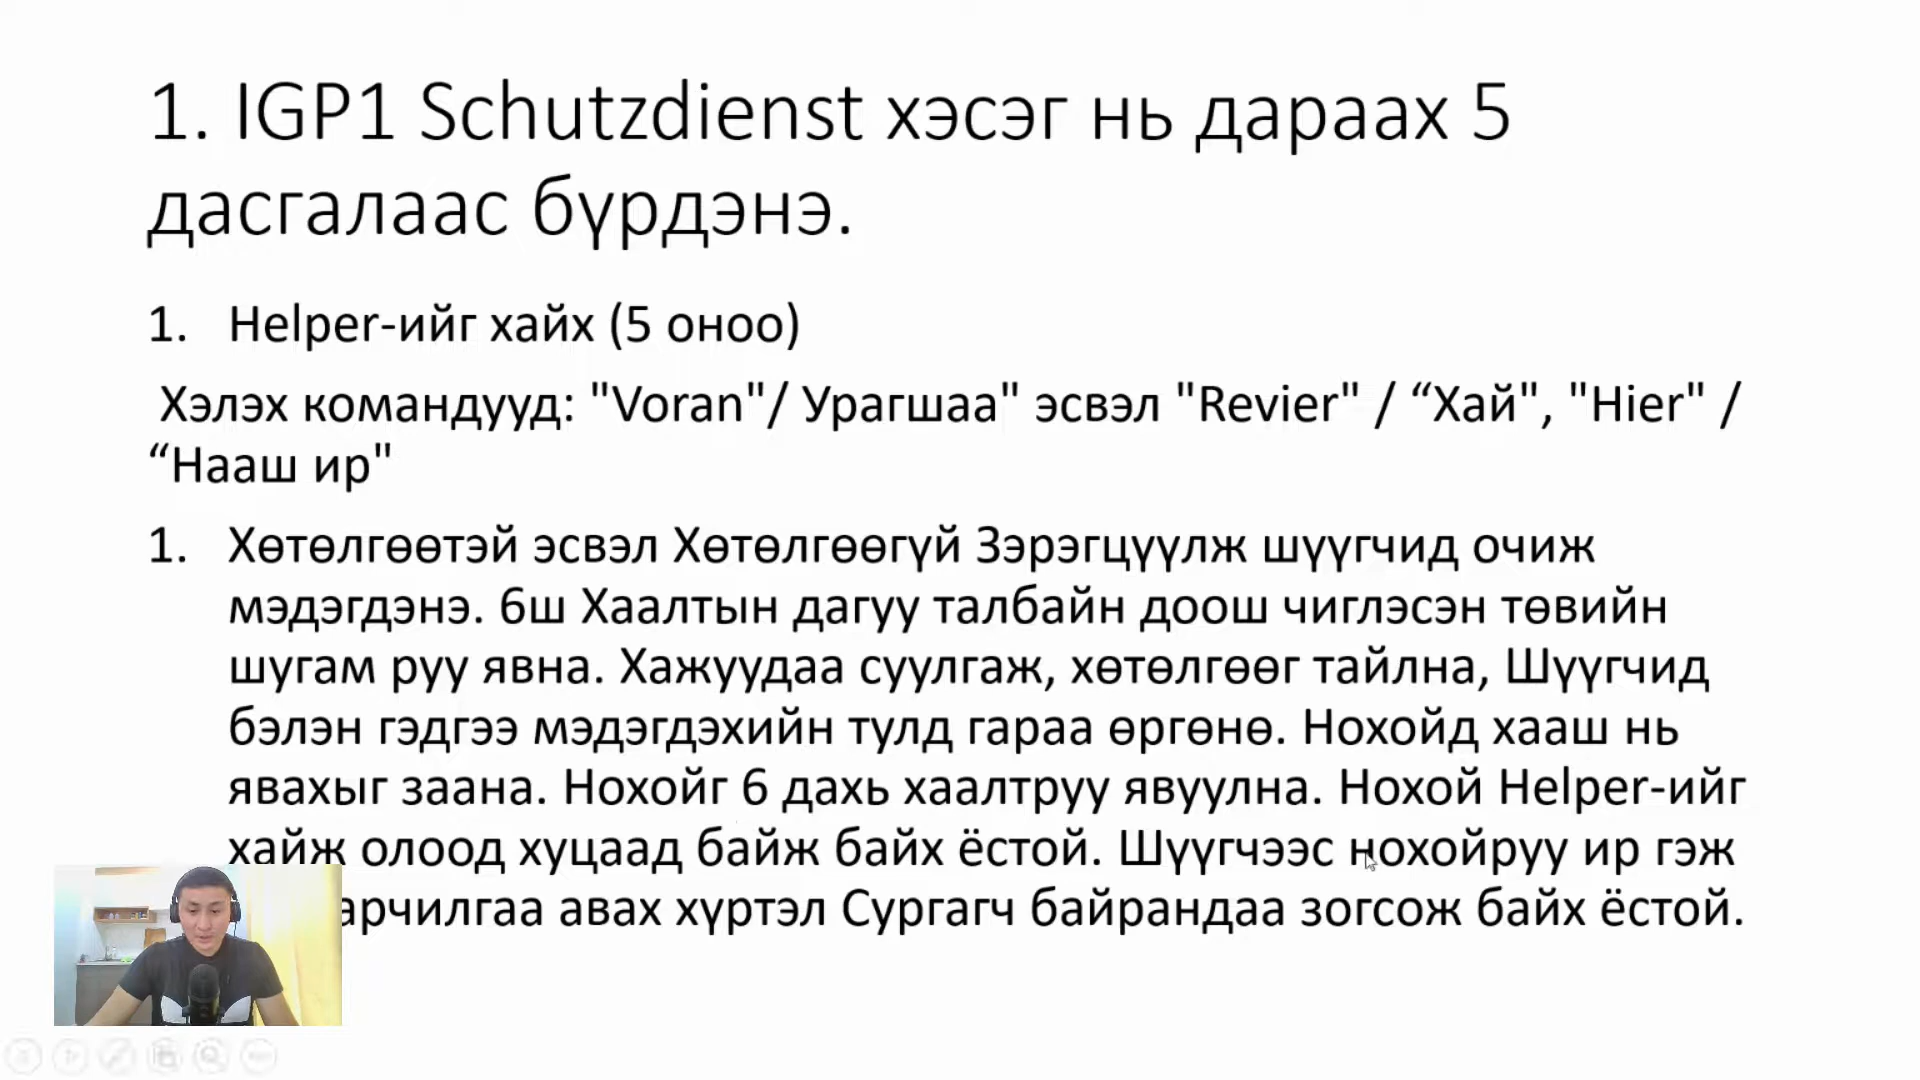 1. IGP1 Schutzdienst хэсэг нь дараах 5
дасгалаас бүрдэнэ.
1. Helper-ийг хайх (5 оноо)
Хэлэх командууд: "Voran"/ Урагшаа" эсвэл "Revier" / “Хай", "Hier" /
“Нааш ир"
1. Хөтөлгөөтэй эсвэл Хөтөлгөөгүй Зэрэгцүүлж шүүгчид очиж
мэдэгдэнэ. 6ш Хаалтын дагуу талбайн доош чиглэсэн төвийн
шугам руу явна. Хажуудаа суулгаж, хөтөлгөөг тайлна, Шүүгчид
бэлэн гэдгээ мэдэгдэхийн тулд гараа өргөнө. Нохойд хааш нь
явахыг заана. Нохойг 6 дахь хаалтруу явуулна. Нохой Helper-ийг
хайж олоод хуцаад байж байх ёстой. Шүүгчээс нохойруу ир гэж
арчилгаа авах хүртэл Сургагч байрандаа зогсож байх ёстой.